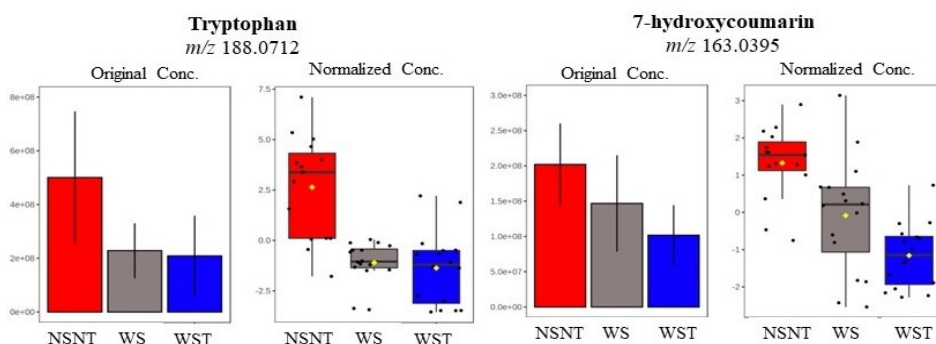 Tryptophan
m/z 188.0712
Original Conc.
8e+08
6e+08
4e+08
2e+08
0e+00
NSNT WS WST
Normalized Conc.
7.5
5.0
2.5
0.0
-2.5
NSNT WS WST
7-hydroxycoumarin
m/z 163.0395
Original Conc.
3.0e+08
2.5e+08
2.0e+08
1.5e+08
1.0e+08
5.0e+07
0.0e+00
NSNT WS WST
Normalized Conc.
3
2
1
0
-1
-2
NSNT WS WST